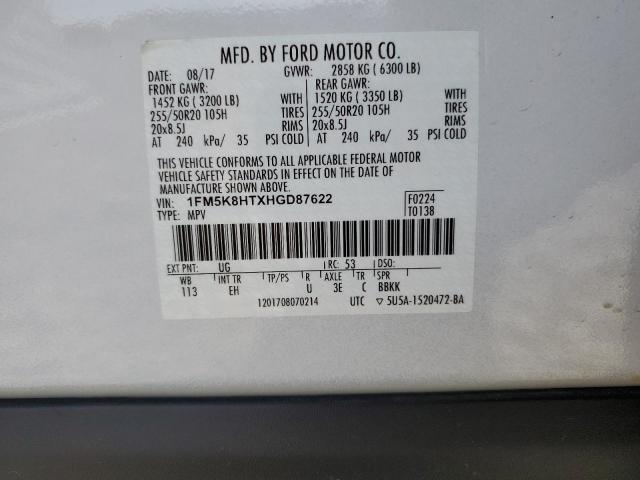 MFD. BY FORD MOTOR CO.
DATE: 08/17 GVWR: 2858 KG ( 6300 LB)
FRONT GAWR: REAR GAWR:
1452 KG ( 3200 LB) WITH 1520 KG ( 3350 LB) WITH
255/50R20 105H TIRES 255/50R20 105H TIRES
20x8.5J RIMS 20x8.5J RIMS
AT 240 kPa/ 35 PSI COLD AT 240 kPa/ 35 PSI COLD
THIS VEHICLE CONFORMS TO ALL APPLICABLE FEDERAL MOTOR
VEHICLE SAFETY STANDARDS IN EFFECT ON THE DATE OF
MANUFACTURE SHOWN ABOVE.
VIN: 1FM5K8HTXHGD87622 F0224
TYPE: MPV T0138
EXT PNT: UG RC: 53 DSO:
WB INT TR TP/PS R AXLE TR SPR
113 EH U 3E C BBKK
1201708070214 UTC ▽ 5U5A-1520472-BA